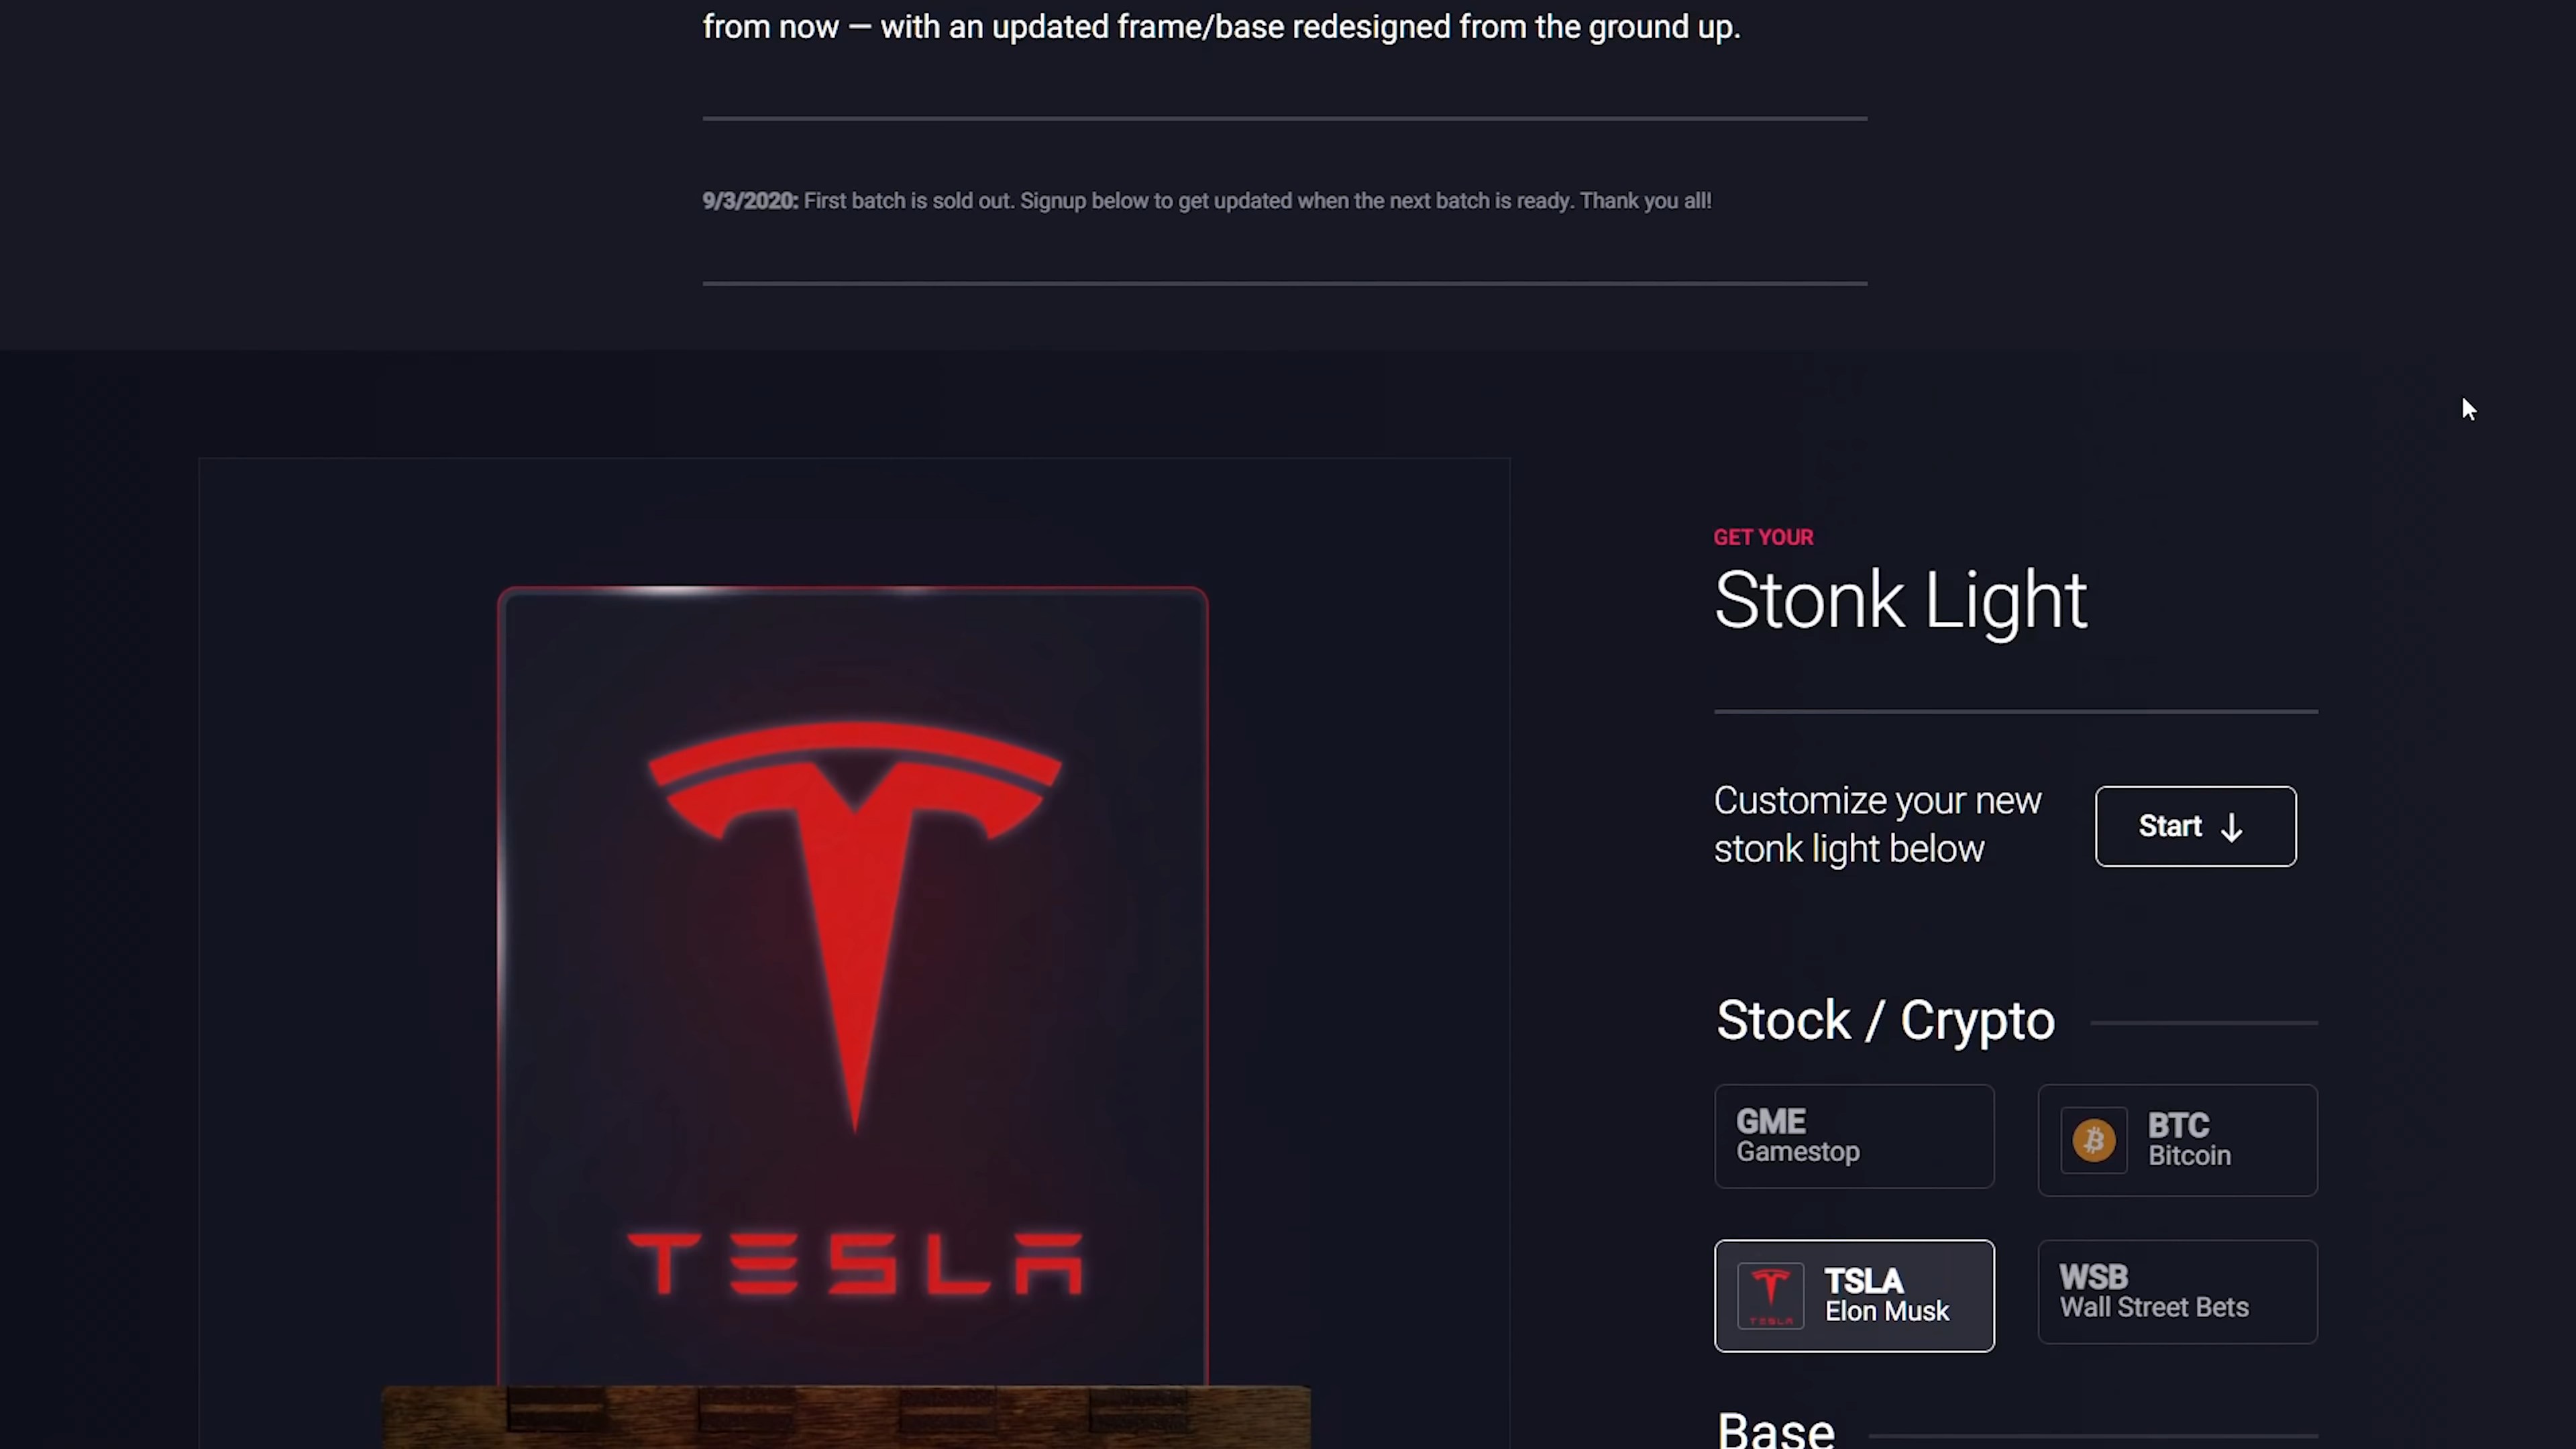 from now — with an updated frame/base redesigned from the ground up.
9/3/2020: First batch is sold out. Signup below to get updated when the next batch is ready. Thank you all!
TESLA
GET YOUR
Stonk Light
Customize your new
stonk light below
Start ↓
Stock / Crypto
GME
Gamestop
BTC
Bitcoin
TESLA
TSLA
Elon Musk
WSB
Wall Street Bets
Base